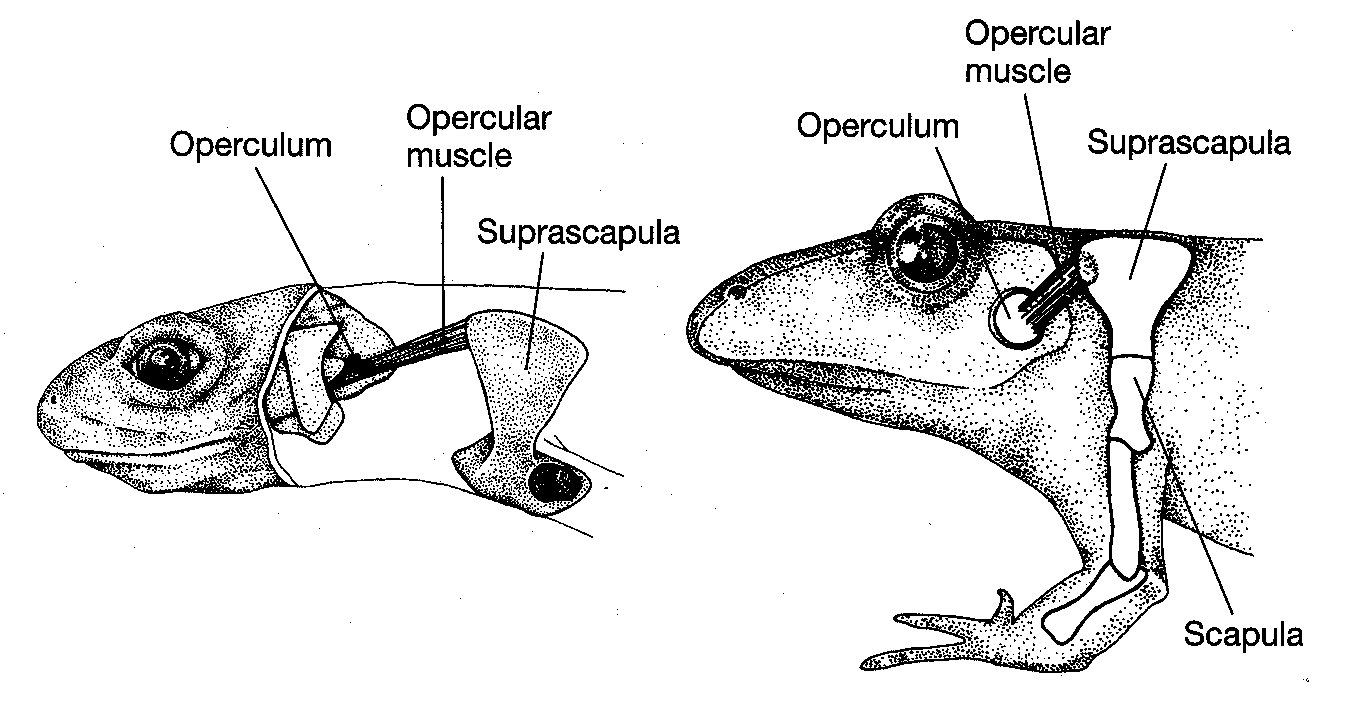 Operculum
Opercular
muscle
Suprascapula
Opercular
muscle
Operculum
Suprascapula
Scapula